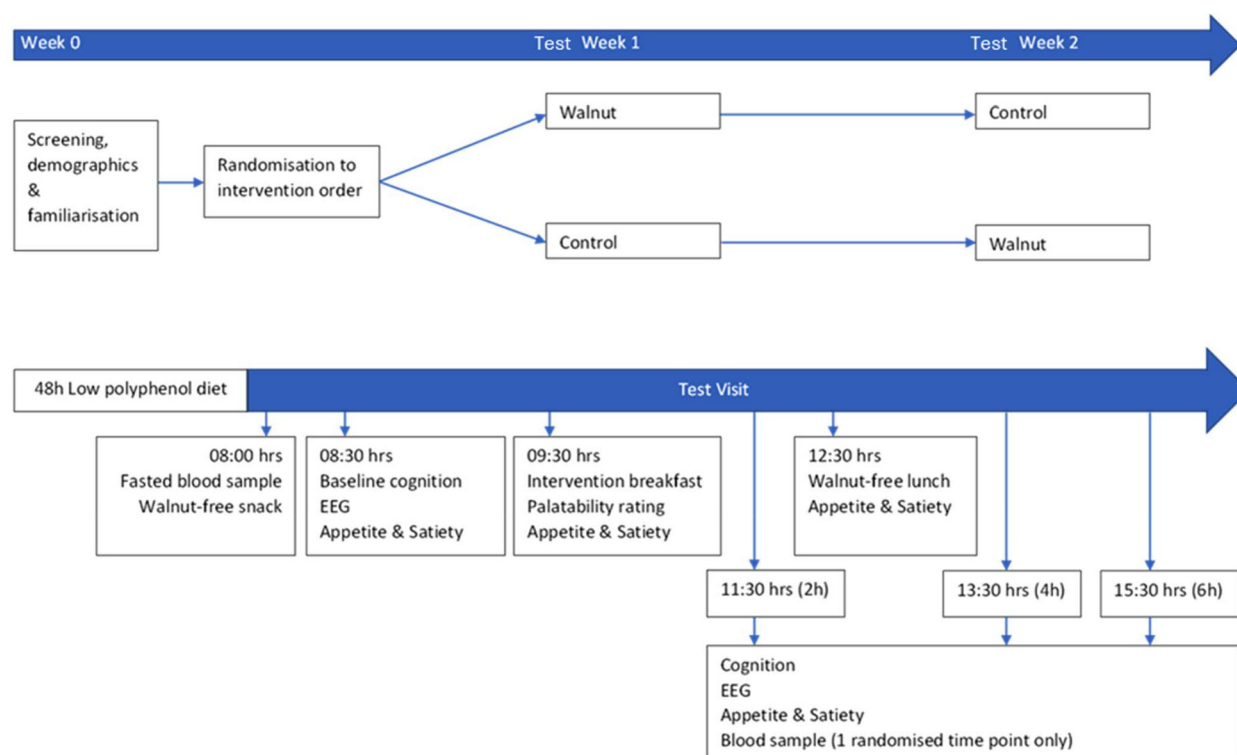 Week 0
Test Week 1
Test Week 2
Screening,
demographics
&
familiarisation
Randomisation to
intervention order
Walnut
Control
Control
Walnut
48h Low polyphenol diet
Test Visit
08:00 hrs
Fasted blood sample
Walnut-free snack
08:30 hrs
Baseline cognition
EEG
Appetite & Satiety
09:30 hrs
Intervention breakfast
Palatability rating
Appetite & Satiety
12:30 hrs
Walnut-free lunch
Appetite & Satiety
11:30 hrs (2h)
13:30 hrs (4h)
15:30 hrs (6h)
Cognition
EEG
Appetite & Satiety
Blood sample (1 randomised time point only)